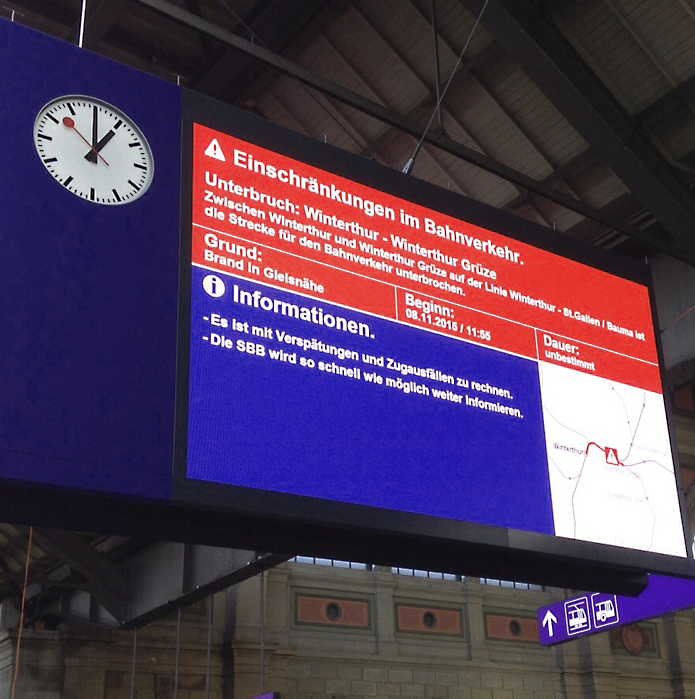 Einschränkungen im Bahnverkehr.
Unterbruch: Winterthur - Winterthur Grüze
Zwischen Winterthur und Winterthur Grüze auf der Linie Winterthur - St.Gallen / Bauma ist
die Strecke für den Bahnverkehr unterbrochen.
Grund:
Brand in Gleisnähe
Beginn:
08.11.2015 / 11:55
Dauer:
unbestimmt
Informationen.
- Es ist mit Verspätungen und Zugausfällen zu rechnen.
- Die SBB wird so schnell wie möglich weiter informieren.
Winterthur